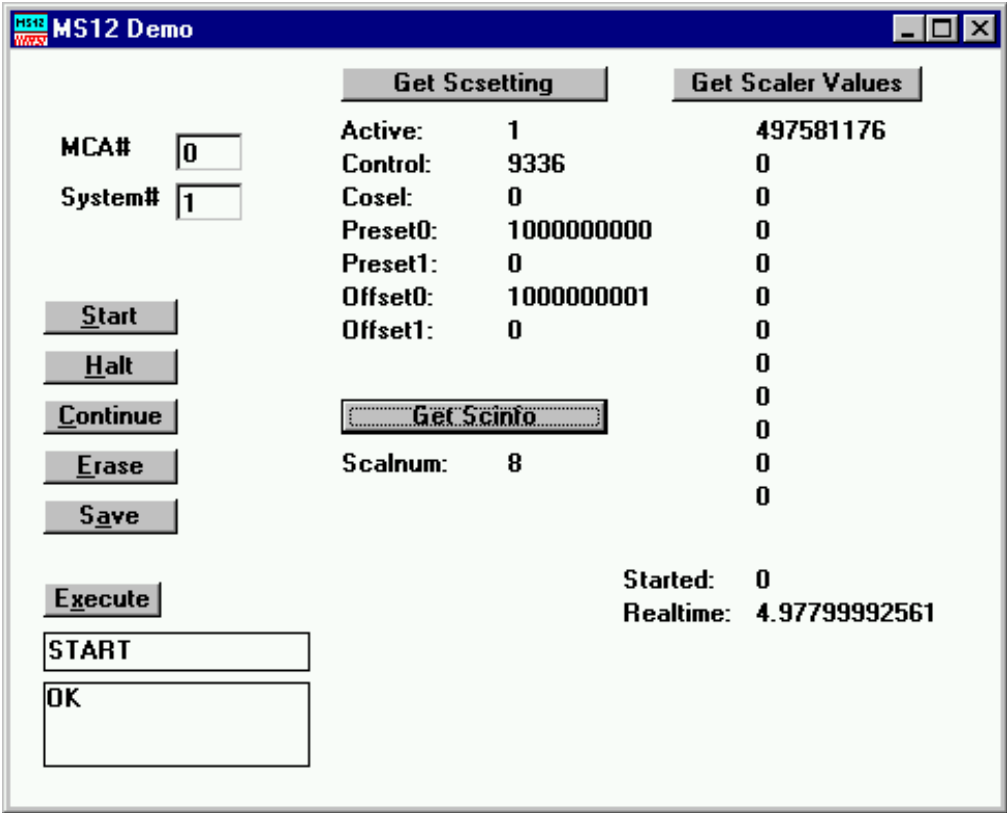 MS12 Demo
MS12
Get Scsetting
Get Scaler Values
MCA# 0
System# 1
Active: 1
Control: 9336
Cosel: 0
Preset0: 1000000000
Preset1: 0
Offset0: 1000000001
Offset1: 0
497581176
0
0
0
0
0
0
0
0
0
0
0
Start
Halt
Continue
Erase
Save
Get Scinfo
Scalnum: 8
Started: 0
Realtime: 4.97799992561
Execute
START
OK